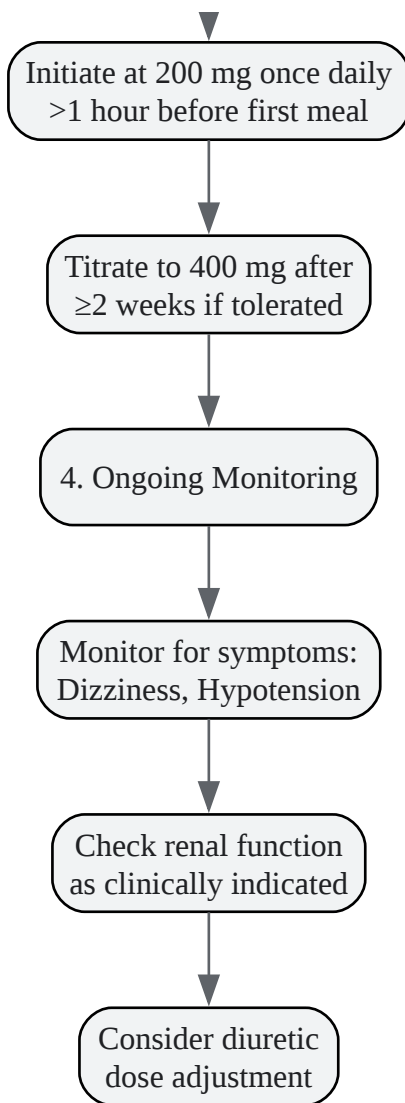 Initiate at 200 mg once daily
>1 hour before first meal
Titrate to 400 mg after
≥2 weeks if tolerated
4. Ongoing Monitoring
Monitor for symptoms:
Dizziness, Hypotension
Check renal function
as clinically indicated
Consider diuretic
dose adjustment